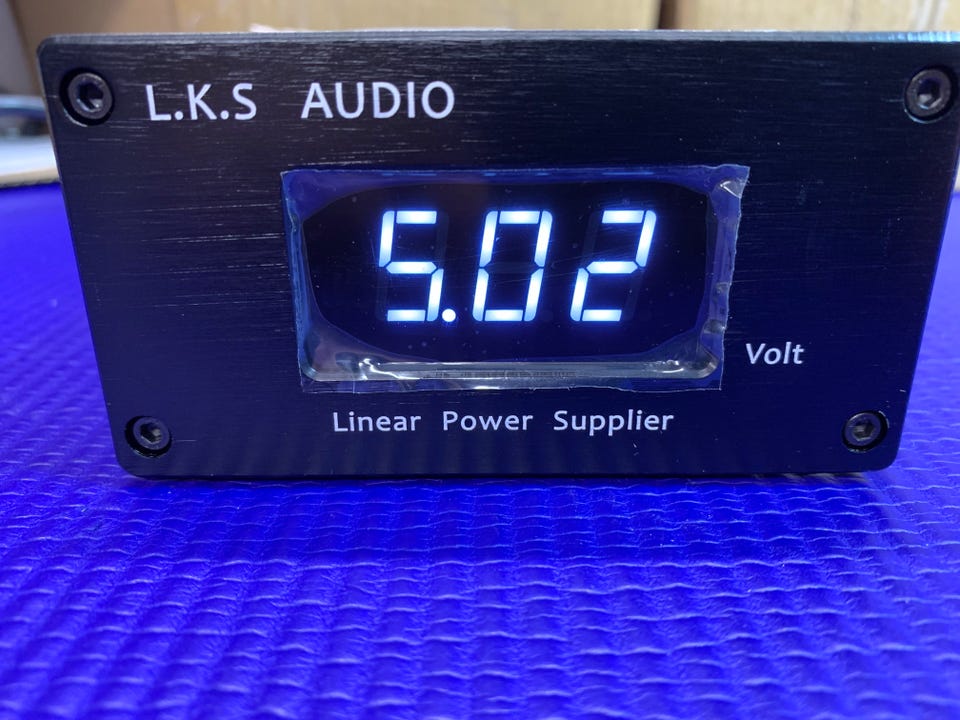 L.K.S AUDIO
5.02
Volt
Linear Power Supplier